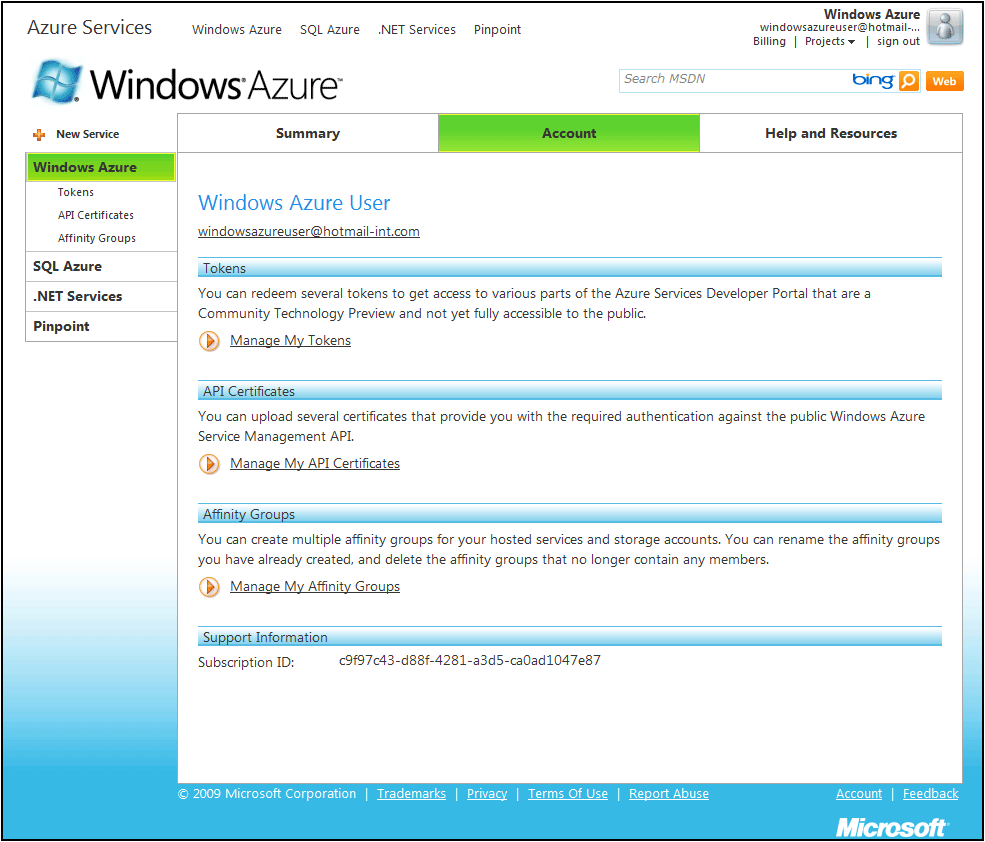 Azure Services
Windows Azure SQL Azure .NET Services Pinpoint
Windows Azure
windowsazureuser@hotmail-...
Billing | Projects | sign out
Windows Azure™
Search MSDN bing Web
New Service
Summary Account Help and Resources
Windows Azure
Tokens
API Certificates
Affinity Groups
SQL Azure
.NET Services
Pinpoint
Windows Azure User
windowsazureuser@hotmail-int.com
Tokens
You can redeem several tokens to get access to various parts of the Azure Services Developer Portal that are a
Community Technology Preview and not yet fully accessible to the public.
Manage My Tokens
API Certificates
You can upload several certificates that provide you with the required authentication against the public Windows Azure
Service Management API.
Manage My API Certificates
Affinity Groups
You can create multiple affinity groups for your hosted services and storage accounts. You can rename the affinity groups
you have already created, and delete the affinity groups that no longer contain any members.
Manage My Affinity Groups
Support Information
Subscription ID: c9f97c43-d88f-4281-a3d5-ca0ad1047e87
© 2009 Microsoft Corporation | Trademarks | Privacy | Terms Of Use | Report Abuse
Account | Feedback
Microsoft